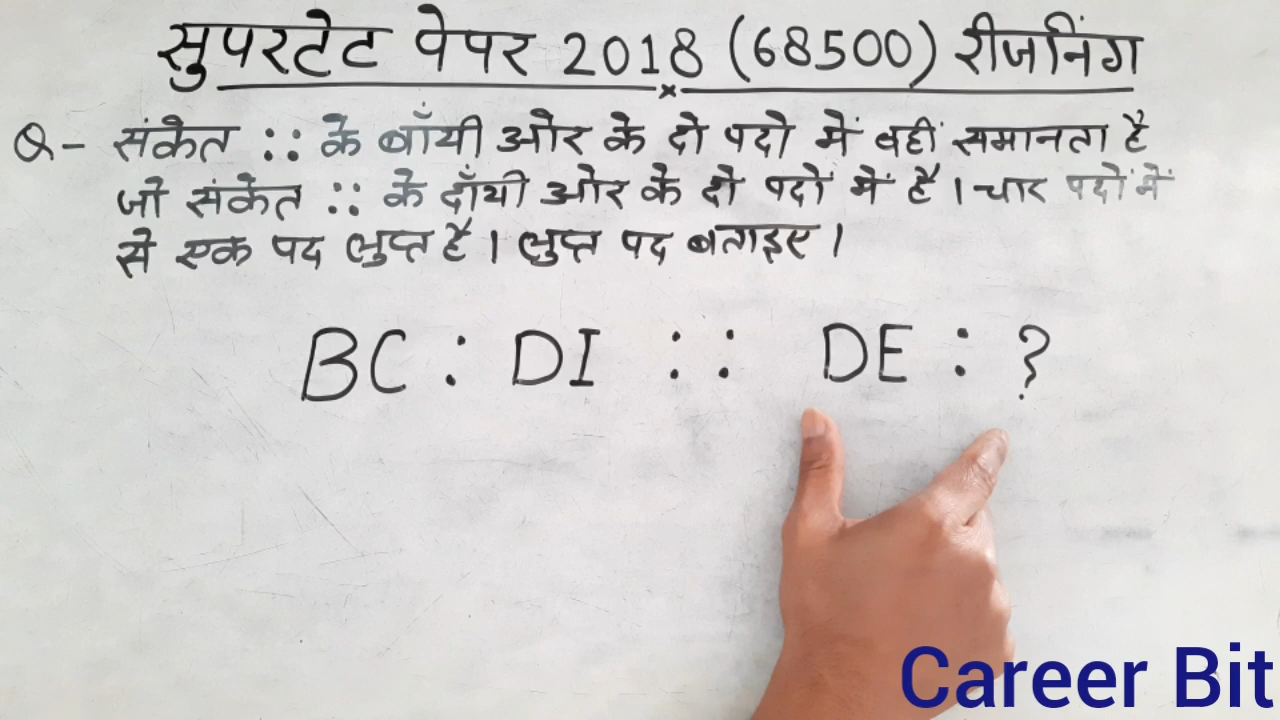 सुपरटेट पेपर 2018 (68500) रीजनिंग
Q- संकेत :: के बाँयी ओर के दो पदो में वहीं समानता है
जो संकेत :: के दाँयी ओर के दो पदों में है । चार पदों में
से एक पद लुप्त है । लुप्त पद बताइए ।
BC : DI :: DE : ?
Career Bit